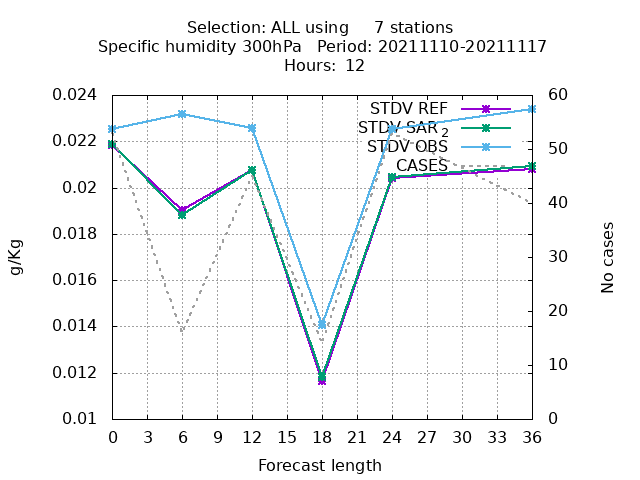 Selection: ALL using     7 stations
Specific humidity 300hPa   Period: 20211110-20211117
Hours: 12
STDV REF
STDV SAR 2
STDV OBS
CASES
0.024
0.022
0.02
0.018
0.016
0.014
0.012
0.01
60
50
40
30
20
10
0
g/Kg
No cases
0 3 6 9 12 15 18 21 24 27 30 33 36
Forecast length